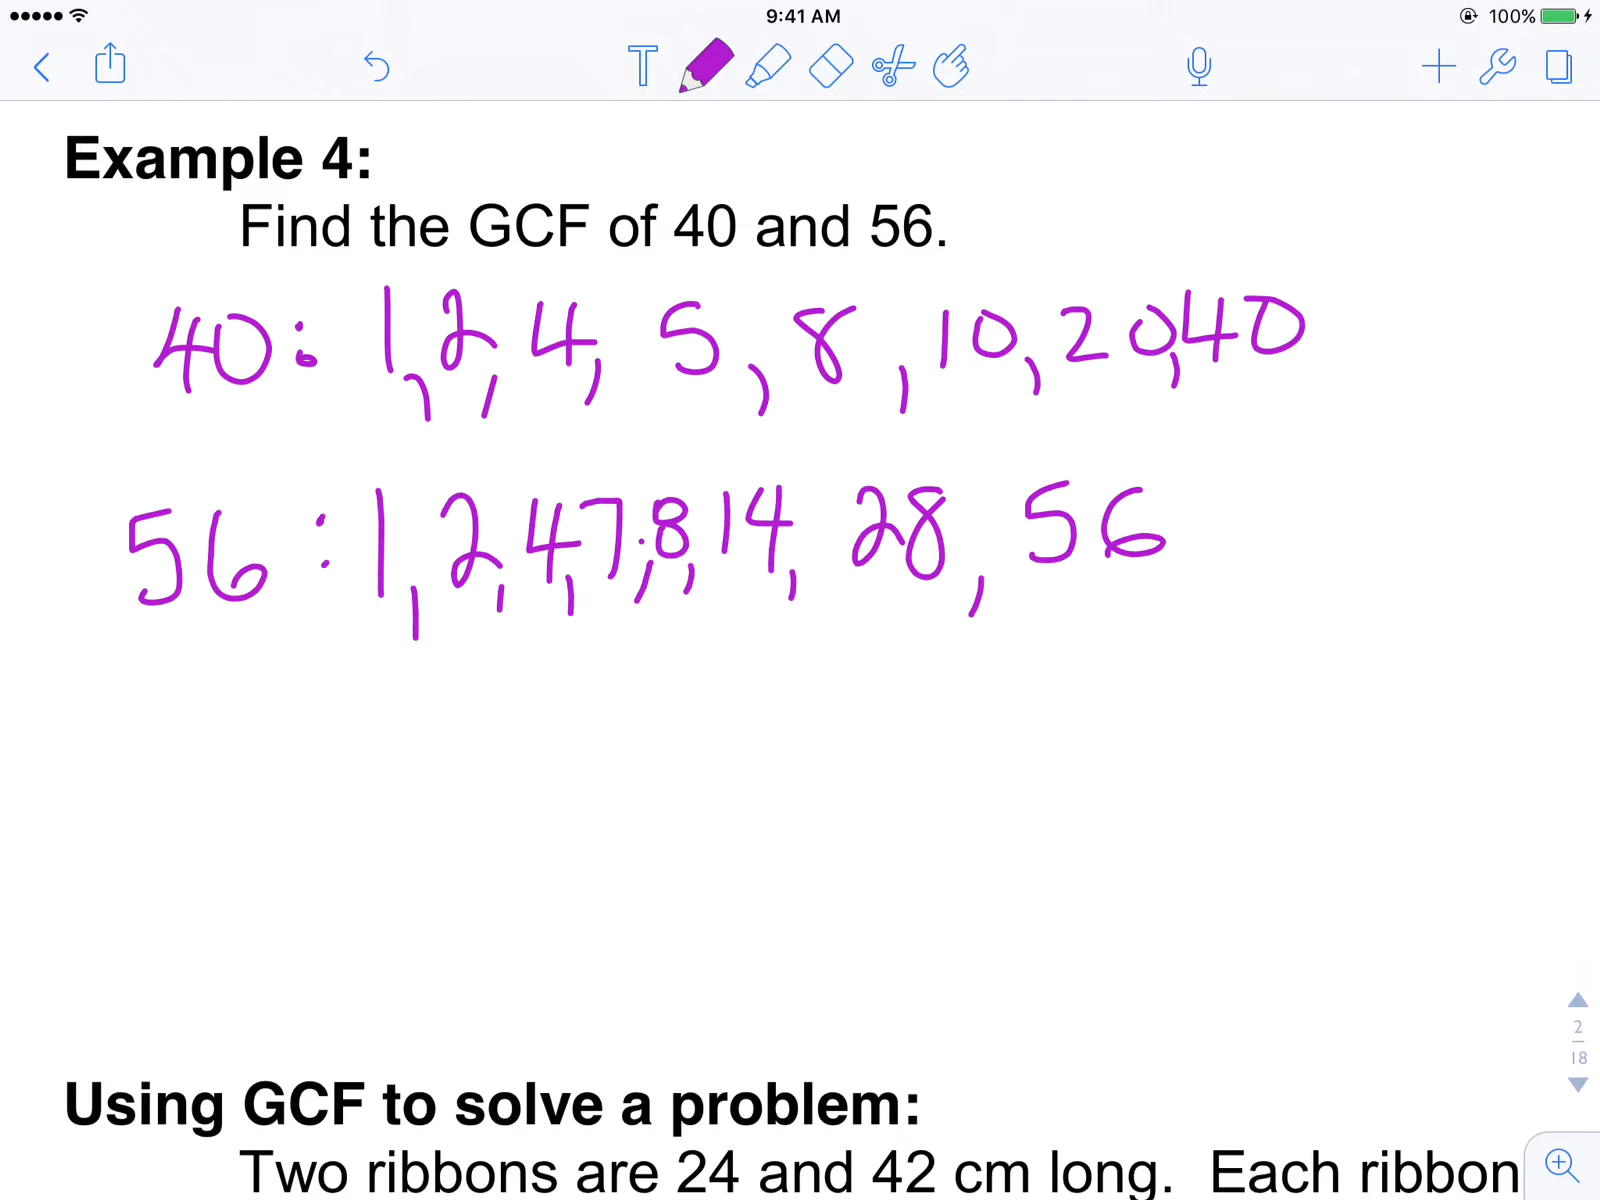 9:41 AM
100%
T
Example 4:
Find the GCF of 40 and 56.
40: 1, 2, 4, 5, 8, 10, 20, 40
56: 1, 2, 4, 7, 8, 14, 28, 56
2
18
Using GCF to solve a problem:
Two ribbons are 24 and 42 cm long. Each ribbon